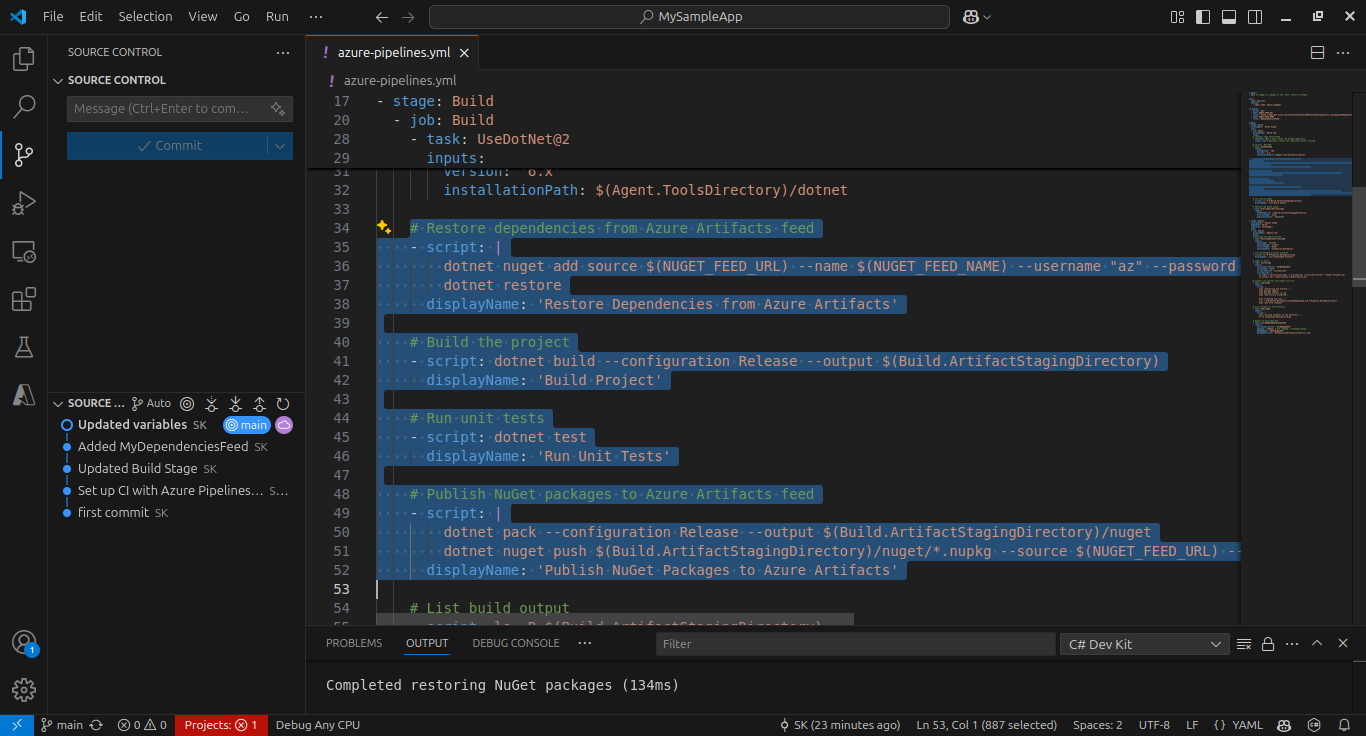 File Edit Selection View Go Run ···
MySampleApp
SOURCE CONTROL
SOURCE CONTROL
Message (Ctrl+Enter to com…
Commit
SOURCE … Auto
Updated variables SK main
Added MyDependenciesFeed SK
Updated Build Stage SK
Set up CI with Azure Pipelines… S…
first commit SK
1
! azure-pipelines.yml
! azure-pipelines.yml
17 - stage: Build
20 - job: Build
28 - task: UseDotNet@2
29 inputs:
31 version: '6.x'
32 installationPath: $(Agent.ToolsDirectory)/dotnet
33
34 # Restore dependencies from Azure Artifacts feed
35 - script: |
36 dotnet nuget add source $(NUGET_FEED_URL) --name $(NUGET_FEED_NAME) --username "az" --password
37 dotnet restore
38 displayName: 'Restore Dependencies from Azure Artifacts'
39
40 # Build the project
41 - script: dotnet build --configuration Release --output $(Build.ArtifactStagingDirectory)
42 displayName: 'Build Project'
43
44 # Run unit tests
45 - script: dotnet test
46 displayName: 'Run Unit Tests'
47
48 # Publish NuGet packages to Azure Artifacts feed
49 - script: |
50 dotnet pack --configuration Release --output $(Build.ArtifactStagingDirectory)/nuget
51 dotnet nuget push $(Build.ArtifactStagingDirectory)/nuget/*.nupkg --source $(NUGET_FEED_URL) --
52 displayName: 'Publish NuGet Packages to Azure Artifacts'
53
54 # List build output
55 - script: ls -R $(Build.ArtifactStagingDirectory)
PROBLEMS OUTPUT DEBUG CONSOLE ··· Filter C# Dev Kit
Completed restoring NuGet packages (134ms)
main 0 0 Projects: 1 Debug Any CPU SK (23 minutes ago) Ln 53, Col 1 (887 selected) Spaces: 2 UTF-8 LF {} YAML